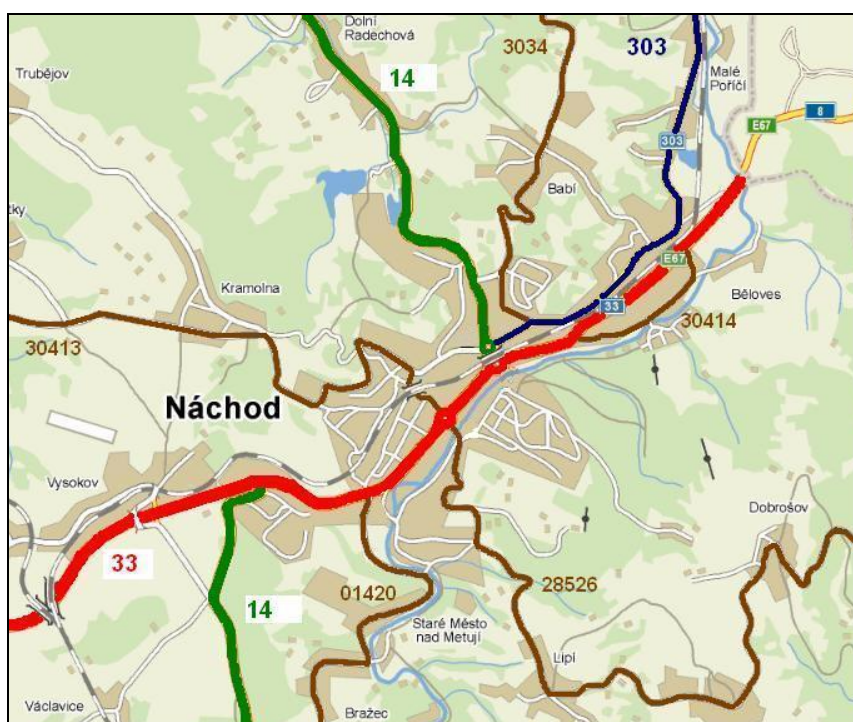 Dolní
Radechová
3034
303
14
Malé
Poříčí
Trubějov
E67
8
303
Babí
Kramolna
E67
33
Běloves
30413
30414
Náchod
Vysokov
Dobrošov
33
14
01420
28526
Staré Město
nad Metují
Lipí
Václavice
Bražec